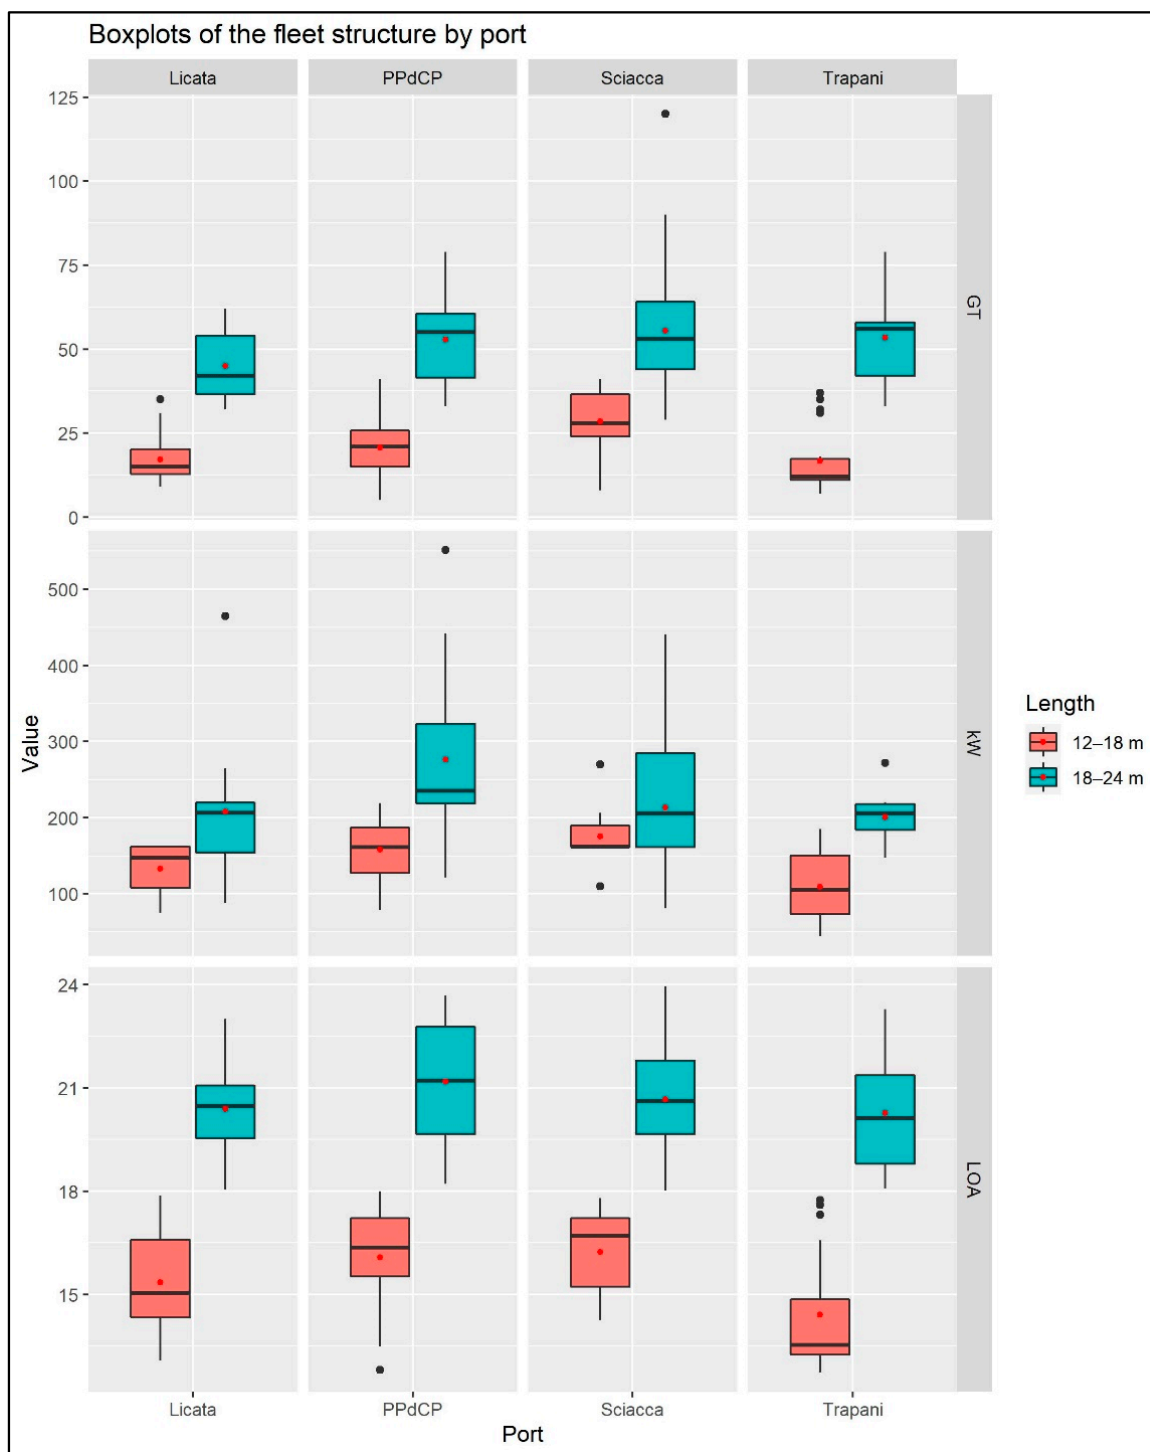 Boxplots of the fleet structure by port
Licata PPdCP Sciacca Trapani
125
100
75
50
25
0
GT
500
400
300
200
100
kW
Value
24
21
18
15
LOA
Licata PPdCP Sciacca Trapani
Port
Length
12–18 m
18–24 m